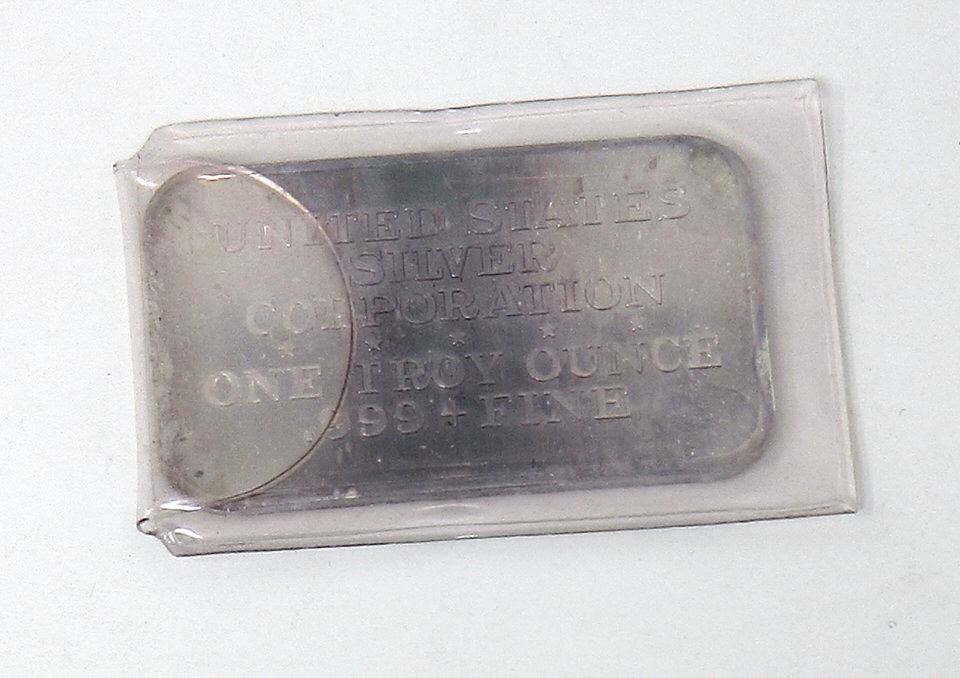 UNITED STATES
SILVER
CORPORATION
ONE TROY OUNCE
999+ FINE